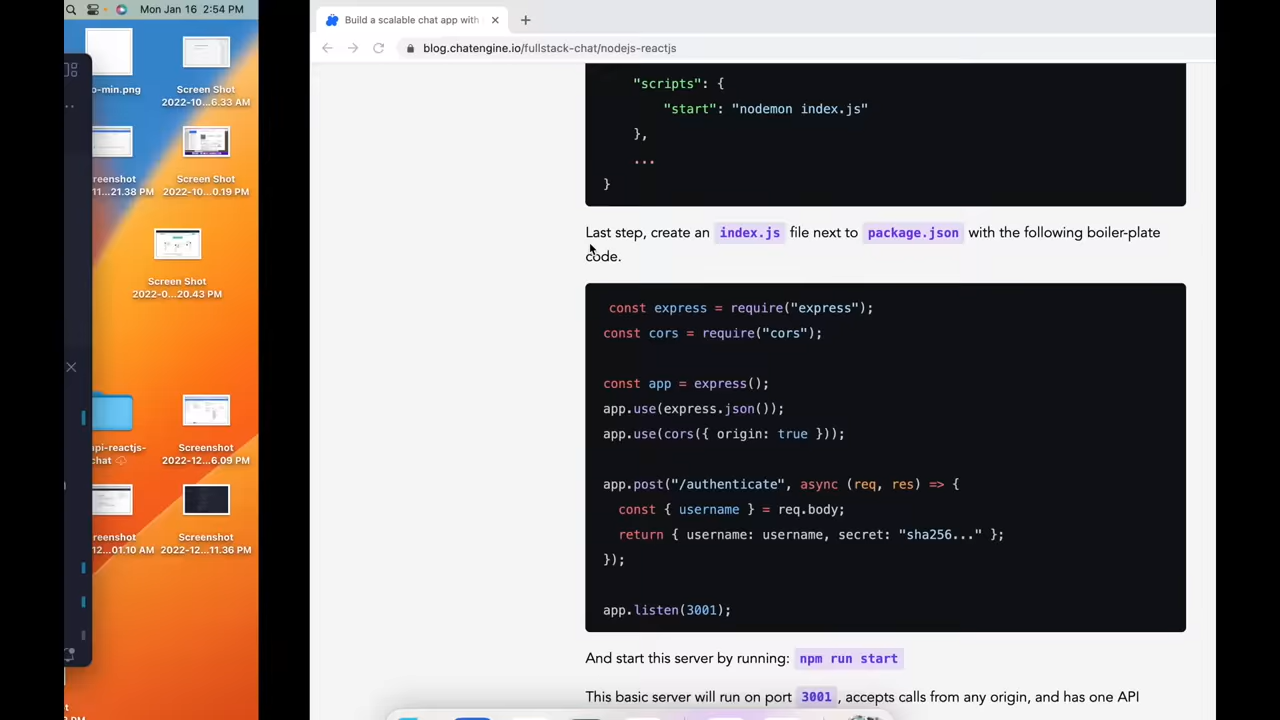 Mon Jan 16 2:54 PM
o-min.png
Screen Shot
2022-10...6.33 AM
reenshot
11...21.38 PM
Screen Shot
2022-10...0.19 PM
Screen Shot
2022-0...20.43 PM
api-reactjs-
chat
Screenshot
2022-12...6.09 PM
reenshot
12...01.10 AM
Screenshot
2022-12...11.36 PM
Build a scalable chat app with
blog.chatengine.io/fullstack-chat/nodejs-reactjs
"scripts": {
"start": "nodemon index.js"
},
...
}
Last step, create an index.js file next to package.json with the following boiler-plate
code.
const express = require("express");
const cors = require("cors");
const app = express();
app.use(express.json());
app.use(cors({ origin: true }));
app.post("/authenticate", async (req, res) => {
const { username } = req.body;
return { username: username, secret: "sha256..." };
});
app.listen(3001);
And start this server by running: npm run start
This basic server will run on port 3001, accepts calls from any origin, and has one API